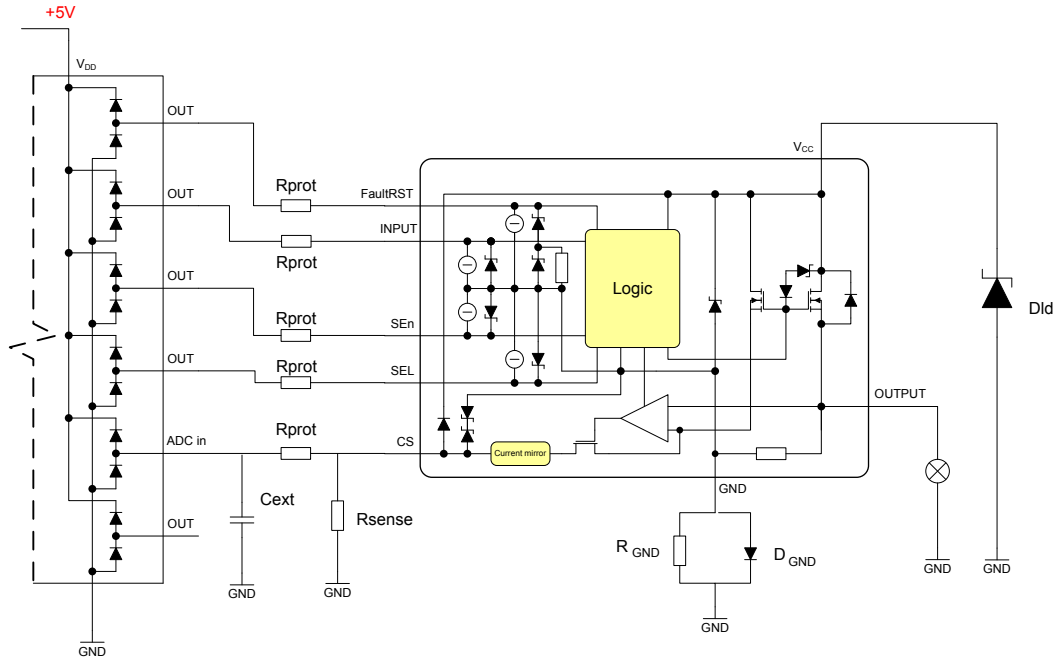 +5V
VDD
OUT
VCC
Rprot
FaultRST
OUT
INPUT
Rprot
OUT
Logic
Dld
Rprot
SEn
OUT
Rprot
SEL
OUTPUT
ADC in
Rprot
CS
Current mirror
GND
Cext
Rsense
OUT
R GND
D GND
GND
GND
GND
GND
GND
GND